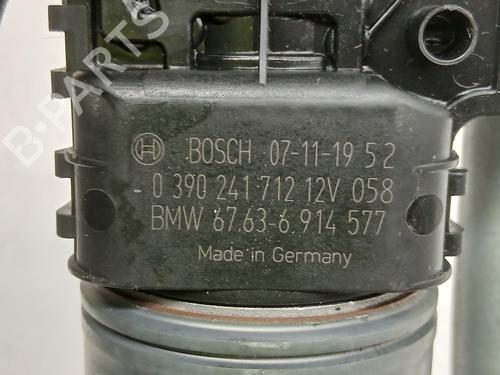 B-PARTS
BOSCH 07-11-19 5 2
0 390 241 712 12V 058
BMW 67.63-6 914 577
Made in Germany